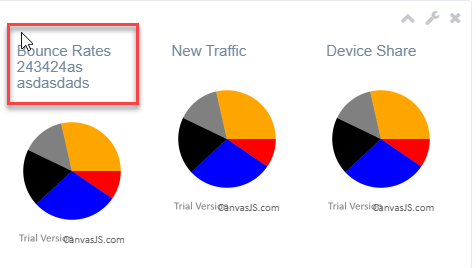 Bounce Rates
243424as
asdasdads
New Traffic
Device Share
Trial Version
CanvasJS.com
Trial Version
CanvasJS.com
Trial Version
CanvasJS.com